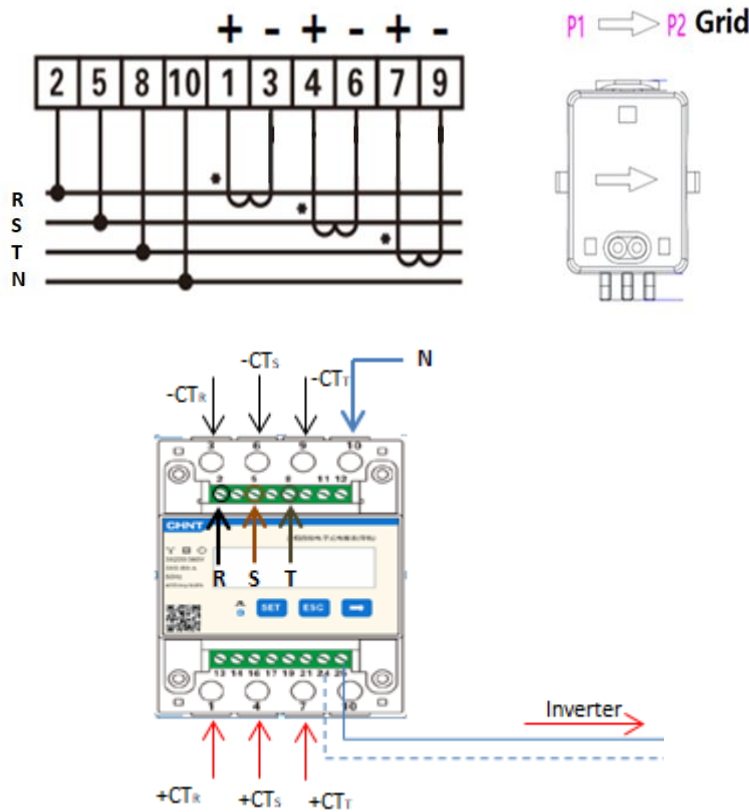 + - + - + -
P1 P2 Grid
2 5 8 10 1 3 4 6 7 9
R
S
T
N
-CTR
-CTS
-CTT
N
3 6 9 10
2 5 8 11 12
CHNT
R S T
SET ESC
13 14 16 17 19 21 24 25
1 4 7 10
Inverter
+CTR +CTS +CTT